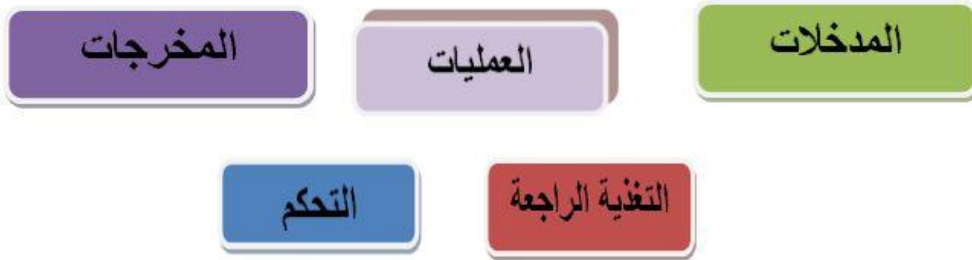 المدخلات
العمليات
المخرجات
التغذية الراجعة
التحكم